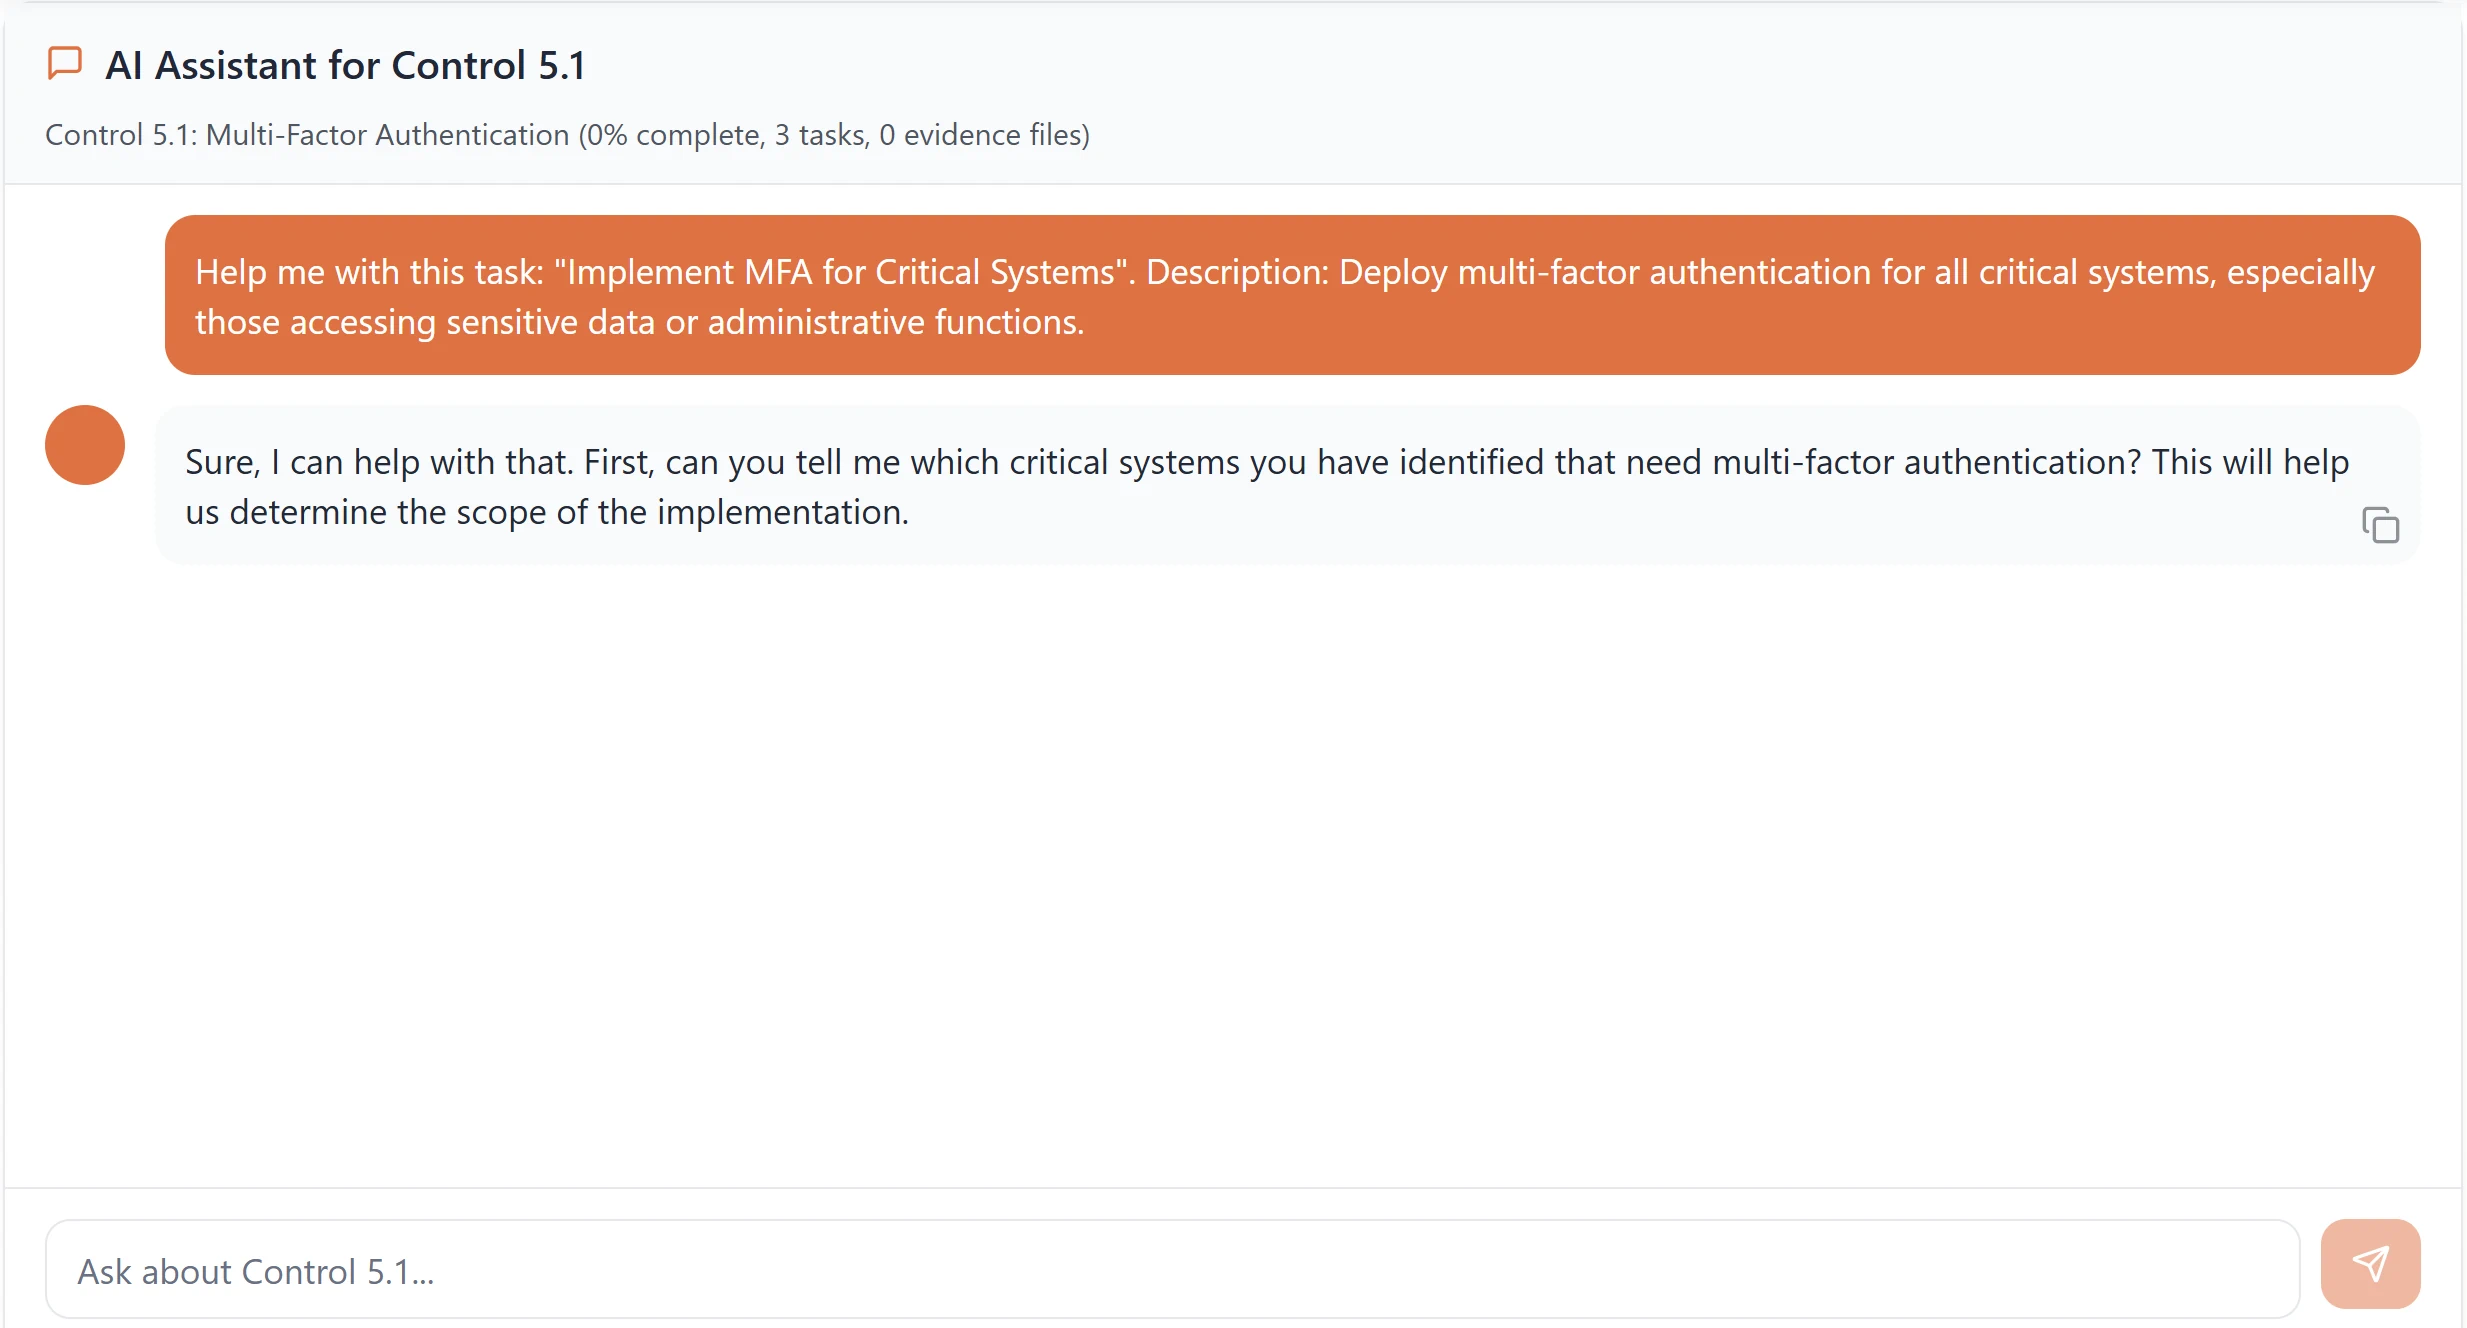 AI Assistant for Control 5.1
Control 5.1: Multi-Factor Authentication (0% complete, 3 tasks, 0 evidence files)
Help me with this task: "Implement MFA for Critical Systems". Description: Deploy multi-factor authentication for all critical systems, especially
those accessing sensitive data or administrative functions.
Sure, I can help with that. First, can you tell me which critical systems you have identified that need multi-factor authentication? This will help
us determine the scope of the implementation.
Ask about Control 5.1...